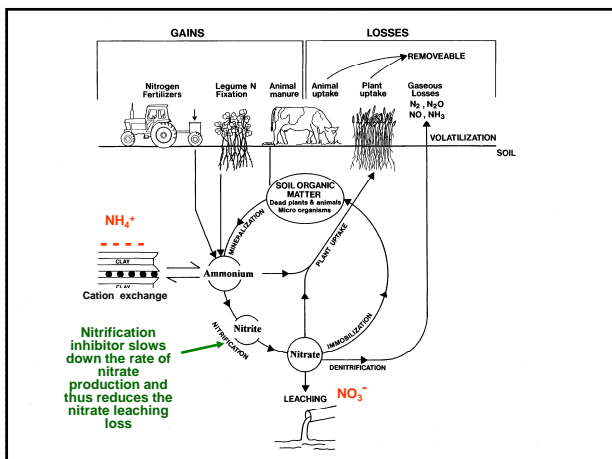 GAINS
LOSSES
REMOVEABLE
Nitrogen
Fertilizers
Legume N
Fixation
Animal
manure
Animal
uptake
Plant
uptake
Gaseous
Losses
N₂ , N₂O
NO , NH₃
VOLATILIZATION
SOIL
SOIL ORGANIC
MATTER
Dead plants & animals
Micro organisms
NH₄⁺
MINERALIZATION
PLANT UPTAKE
CLAY
CLAY
Cation exchange
Ammonium
Nitrite
NITRIFICATION
Nitrate
IMMOBILIZATION
DENITRIFICATION
Nitrification
inhibitor slows
down the rate of
nitrate
production and
thus reduces the
nitrate leaching
loss
LEACHING
NO₃⁻